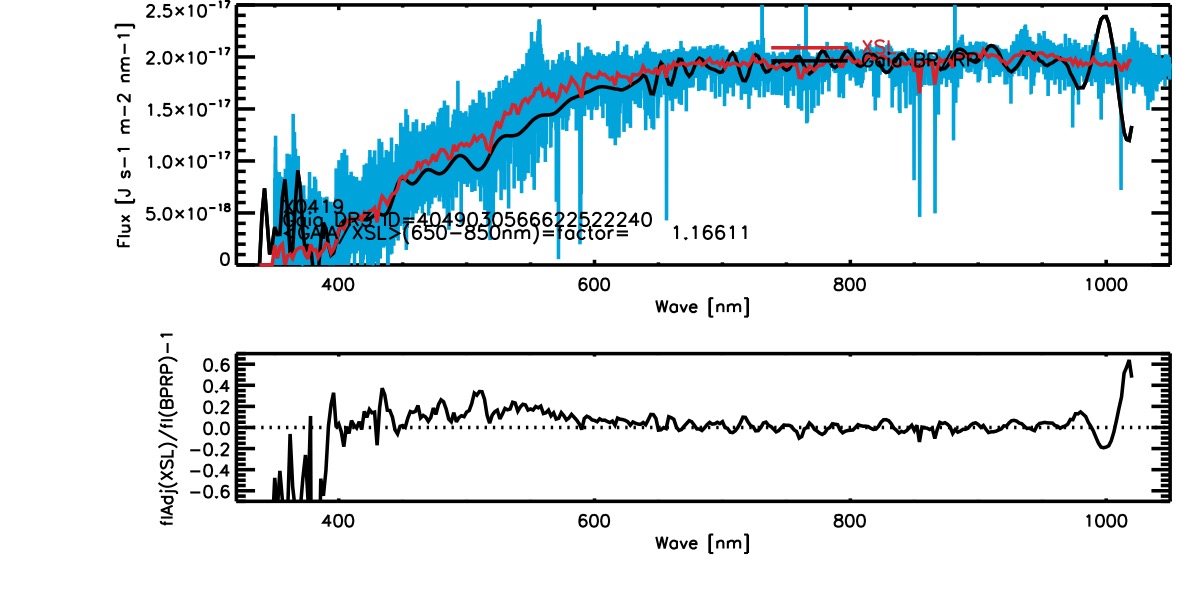 2.5×10⁻¹⁷
2.0×10⁻¹⁷
1.5×10⁻¹⁷
1.0×10⁻¹⁷
5.0×10⁻¹⁸
0
Flux [J s-1 m-2 nm-1]
XSL
Gaia BP/RP
X0419
Gaia DR3 ID=4049030566622522240
<GAIA/XSL>(650-850nm)=factor= 1.16611
400 600 800 1000
Wave [nm]
0.6
0.4
0.2
0.0
-0.2
-0.4
-0.6
flAdj(XSL)/fl(BPRP)-1
400 600 800 1000
Wave [nm]